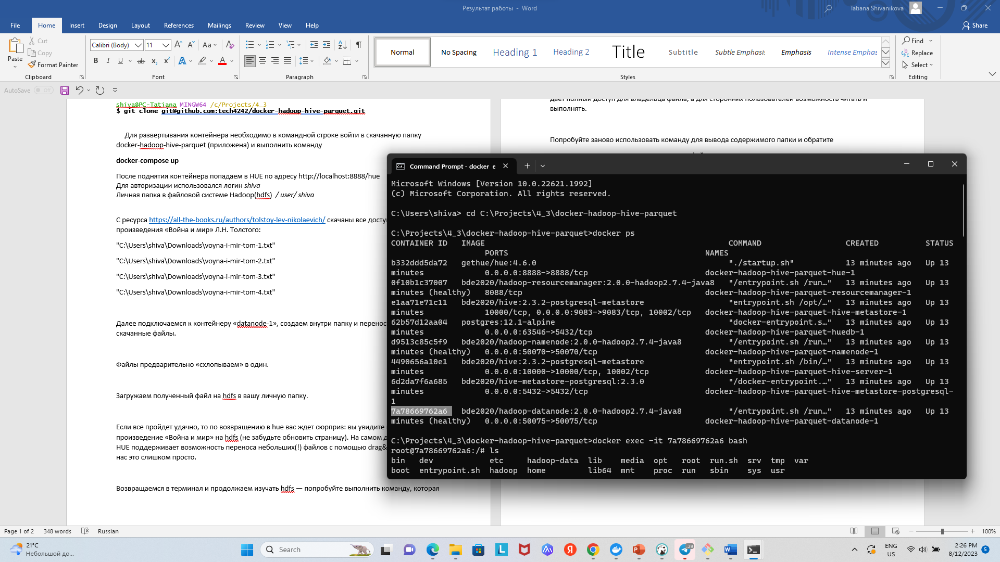 Результат работы - Word
Tatiana Shivanikova
File Home Insert Design Layout References Mailings Review View Help
Share
Paste
Cut
Copy
Format Painter
Calibri (Body) 11
Normal No Spacing Heading 1 Heading 2 Title Subtitle Subtle Emphasis Emphasis Intense Emphas
Find
Replace
Select
Clipboard Font Paragraph Styles Editing
AutoSave Off
shiva@PC-Tatiana MINGW64 /c/Projects/4_3
$ git clone git@github.com:tech4242/docker-hadoop-hive-parquet.git
Для развертывания контейнера необходимо в командной строке войти в скачанную папку
docker-hadoop-hive-parquet (приложена) и выполнить команду
docker-compose up
После поднятия контейнера попадаем в HUE по адресу http://localhost:8888/hue
Для авторизации использовался логин shiva
Личная папка в файловой системе Hadoop(hdfs) / user/ shiva
С ресурса https://all-the-books.ru/authors/tolstoy-lev-nikolaevich/ скачаны все досту
произведения «Война и мир» Л.Н. Толстого:
"C:\Users\shiva\Downloads\voyna-i-mir-tom-1.txt"
"C:\Users\shiva\Downloads\voyna-i-mir-tom-2.txt"
"C:\Users\shiva\Downloads\voyna-i-mir-tom-3.txt"
"C:\Users\shiva\Downloads\voyna-i-mir-tom-4.txt"
Далее подключаемся к контейнеру «datanode-1», создаем внутри папку и перенос
скачанные файлы.
Файлы предварительно «схлопываем» в один.
Загружаем полученный файл на hdfs в вашу личную папку.
Если все пройдет удачно, то по возвращению в hue вас ждет сюрприз: вы увидите
произведение «Война и мир» на hdfs (не забудьте обновить страницу). На самом д
HUE поддерживает возможность переноса небольших(!) файлов с помощью drag&
нас это слишком просто.
Возвращаемся в терминал и продолжаем изучать hdfs — попробуйте выполнить команду, которая
дает полный доступ для владельца файла, а для сторонних пользователей возможность читать и
выполнять.
Попробуйте заново использовать команду для вывода содержимого папки и обратите
Command Prompt - docker e
Microsoft Windows [Version 10.0.22621.1992]
(c) Microsoft Corporation. All rights reserved.
C:\Users\shiva> cd C:\Projects\4_3\docker-hadoop-hive-parquet
C:\Projects\4_3\docker-hadoop-hive-parquet>docker ps
CONTAINER ID IMAGE COMMAND CREATED STATUS
PORTS NAMES
b332ddd5da72 gethue/hue:4.6.0 "./startup.sh" 13 minutes ago Up 13
minutes 0.0.0.0:8888->8888/tcp docker-hadoop-hive-parquet-hue-1
0f10b1c37007 bde2020/hadoop-resourcemanager:2.0.0-hadoop2.7.4-java8 "/entrypoint.sh /run…" 13 minutes ago Up 13
minutes (healthy) 8088/tcp docker-hadoop-hive-parquet-resourcemanager-1
e1aa71e71c11 bde2020/hive:2.3.2-postgresql-metastore "entrypoint.sh /opt/…" 13 minutes ago Up 13
minutes 10000/tcp, 0.0.0.0:9083->9083/tcp, 10002/tcp docker-hadoop-hive-parquet-hive-metastore-1
62b57d12aa04 postgres:12.1-alpine "docker-entrypoint.s…" 13 minutes ago Up 13
minutes 0.0.0.0:63546->5432/tcp docker-hadoop-hive-parquet-huedb-1
d9513c85c5f9 bde2020/hadoop-namenode:2.0.0-hadoop2.7.4-java8 "/entrypoint.sh /run…" 13 minutes ago Up 13
minutes (healthy) 0.0.0.0:50070->50070/tcp docker-hadoop-hive-parquet-namenode-1
4490656a10e1 bde2020/hive:2.3.2-postgresql-metastore "entrypoint.sh /bin/…" 13 minutes ago Up 13
minutes 0.0.0.0:10000->10000/tcp, 10002/tcp docker-hadoop-hive-parquet-hive-server-1
6d2da7f6a685 bde2020/hive-metastore-postgresql:2.3.0 "/docker-entrypoint.…" 13 minutes ago Up 13
minutes 0.0.0.0:5432->5432/tcp docker-hadoop-hive-parquet-hive-metastore-postgresql-
1
7a78669762a6 bde2020/hadoop-datanode:2.0.0-hadoop2.7.4-java8 "/entrypoint.sh /run…" 13 minutes ago Up 13
minutes (healthy) 0.0.0.0:50075->50075/tcp docker-hadoop-hive-parquet-datanode-1
C:\Projects\4_3\docker-hadoop-hive-parquet>docker exec -it 7a78669762a6 bash
root@7a78669762a6:/# ls
bin dev etc hadoop-data lib media opt root run.sh srv tmp var
boot entrypoint.sh hadoop home lib64 mnt proc run sbin sys usr
Page 1 of 2 348 words Russian
100%
21°C
Небольшой до...
Search
29
ENG
US
2:26 PM
8/12/2023
5